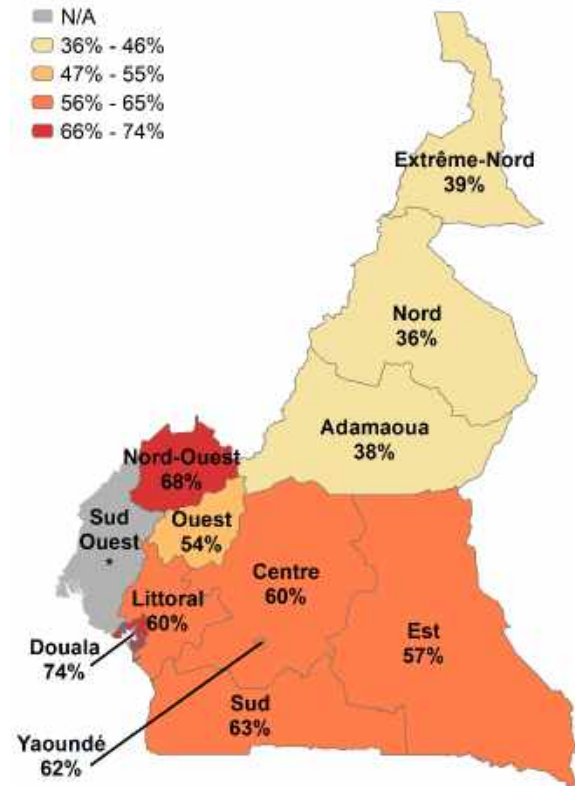 N/A
36% - 46%
47% - 55%
56% - 65%
66% - 74%
Extrême-Nord
39%
Nord
36%
Adamaoua
38%
Nord-Ouest
68%
Sud
Ouest
*
Ouest
54%
Centre
60%
Littoral
60%
Est
57%
Douala
74%
Sud
63%
Yaoundé
62%